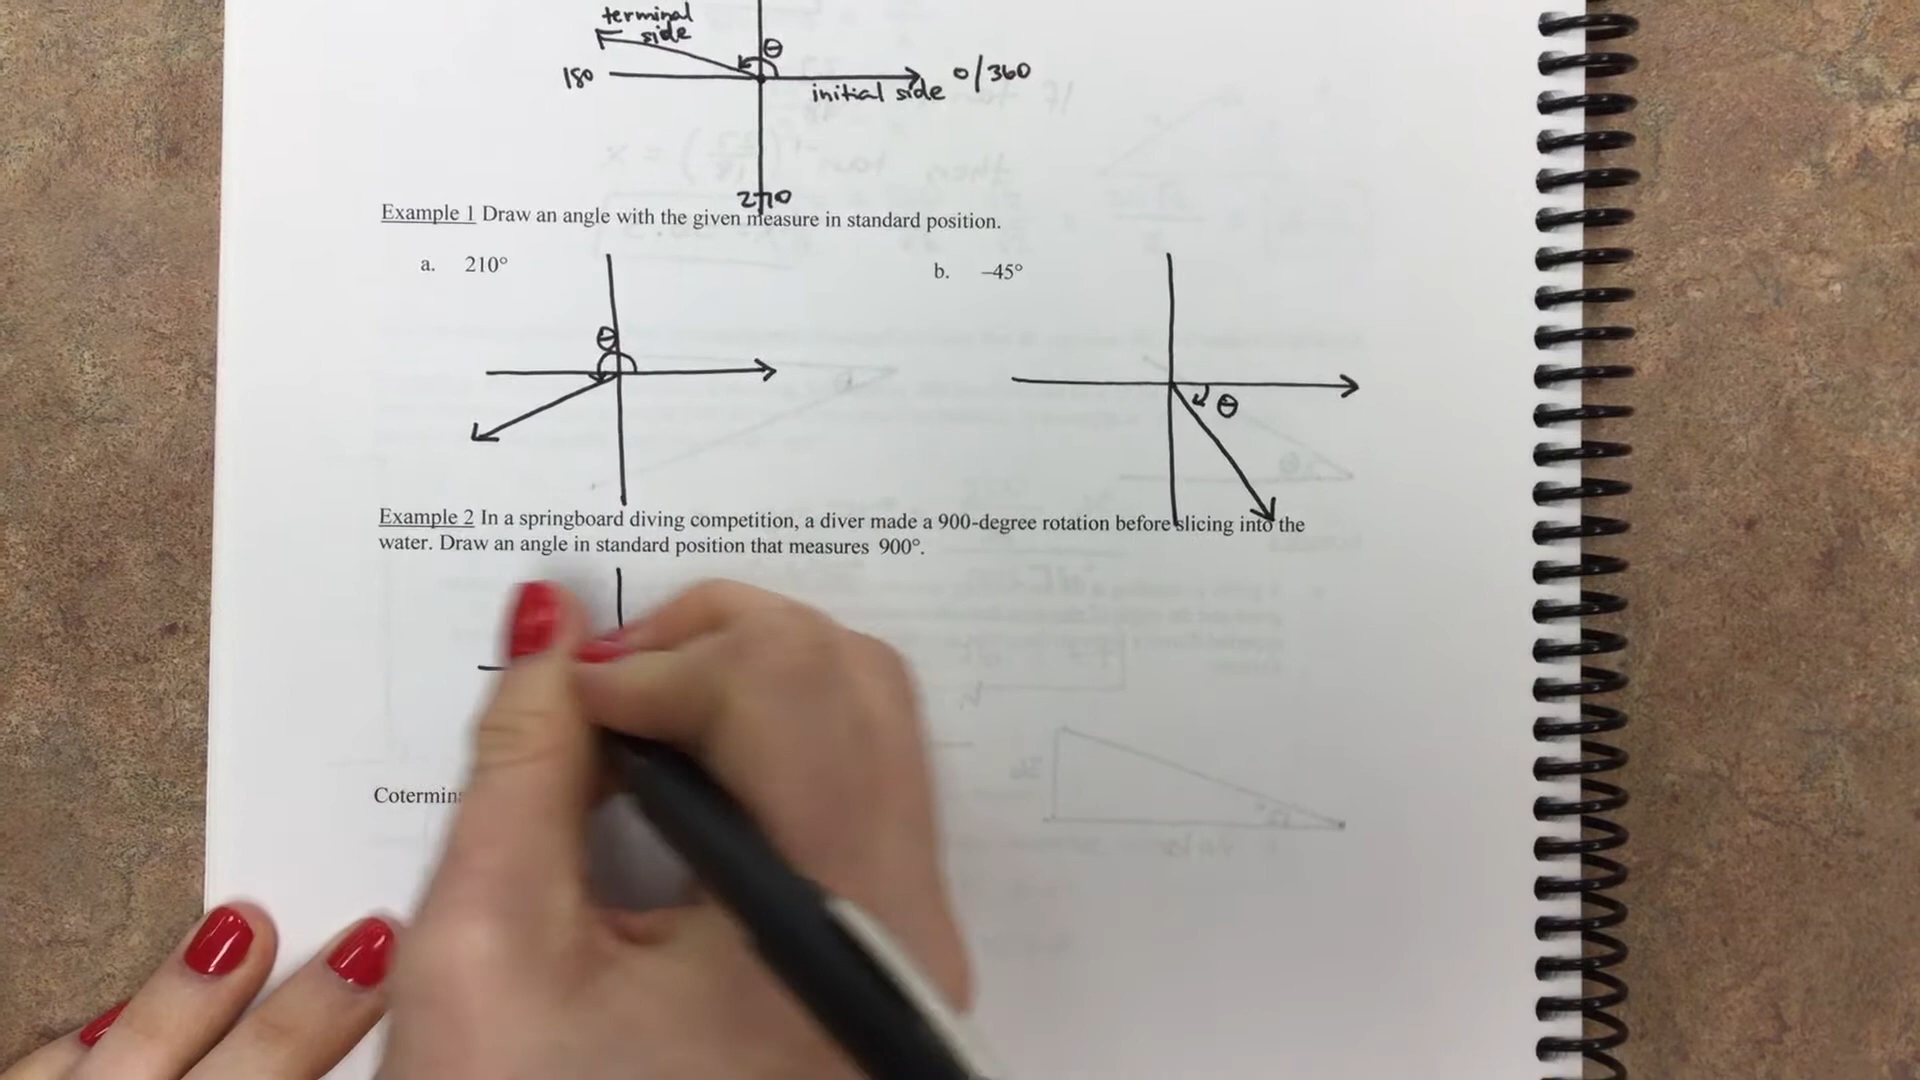 terminal
side
θ
180
0/360
initial side
270
Example 1 Draw an angle with the given measure in standard position.
a. 210°
b. –45°
θ
θ
Example 2 In a springboard diving competition, a diver made a 900-degree rotation before slicing into the
water. Draw an angle in standard position that measures 900°.
Cotermin